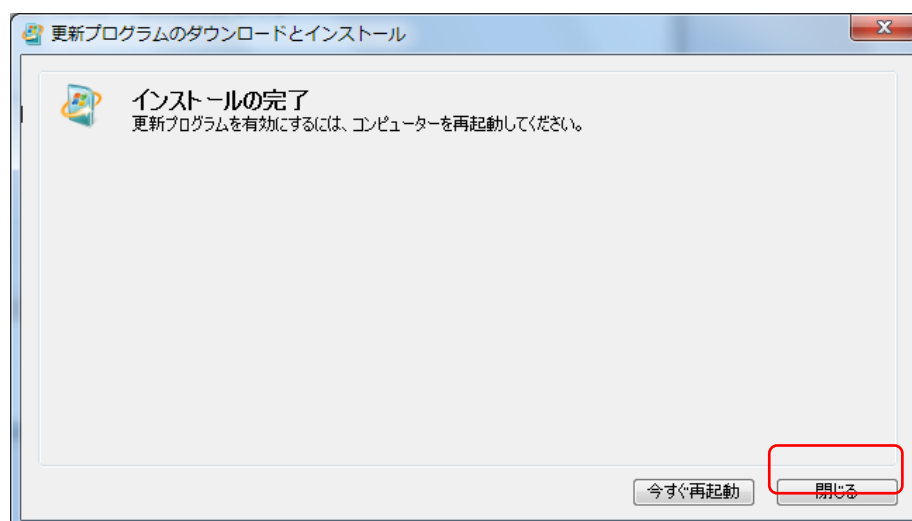 更新プログラムのダウンロードとインストール
インストールの完了
更新プログラムを有効にするには、コンピューターを再起動してください。
今すぐ再起動
閉じる